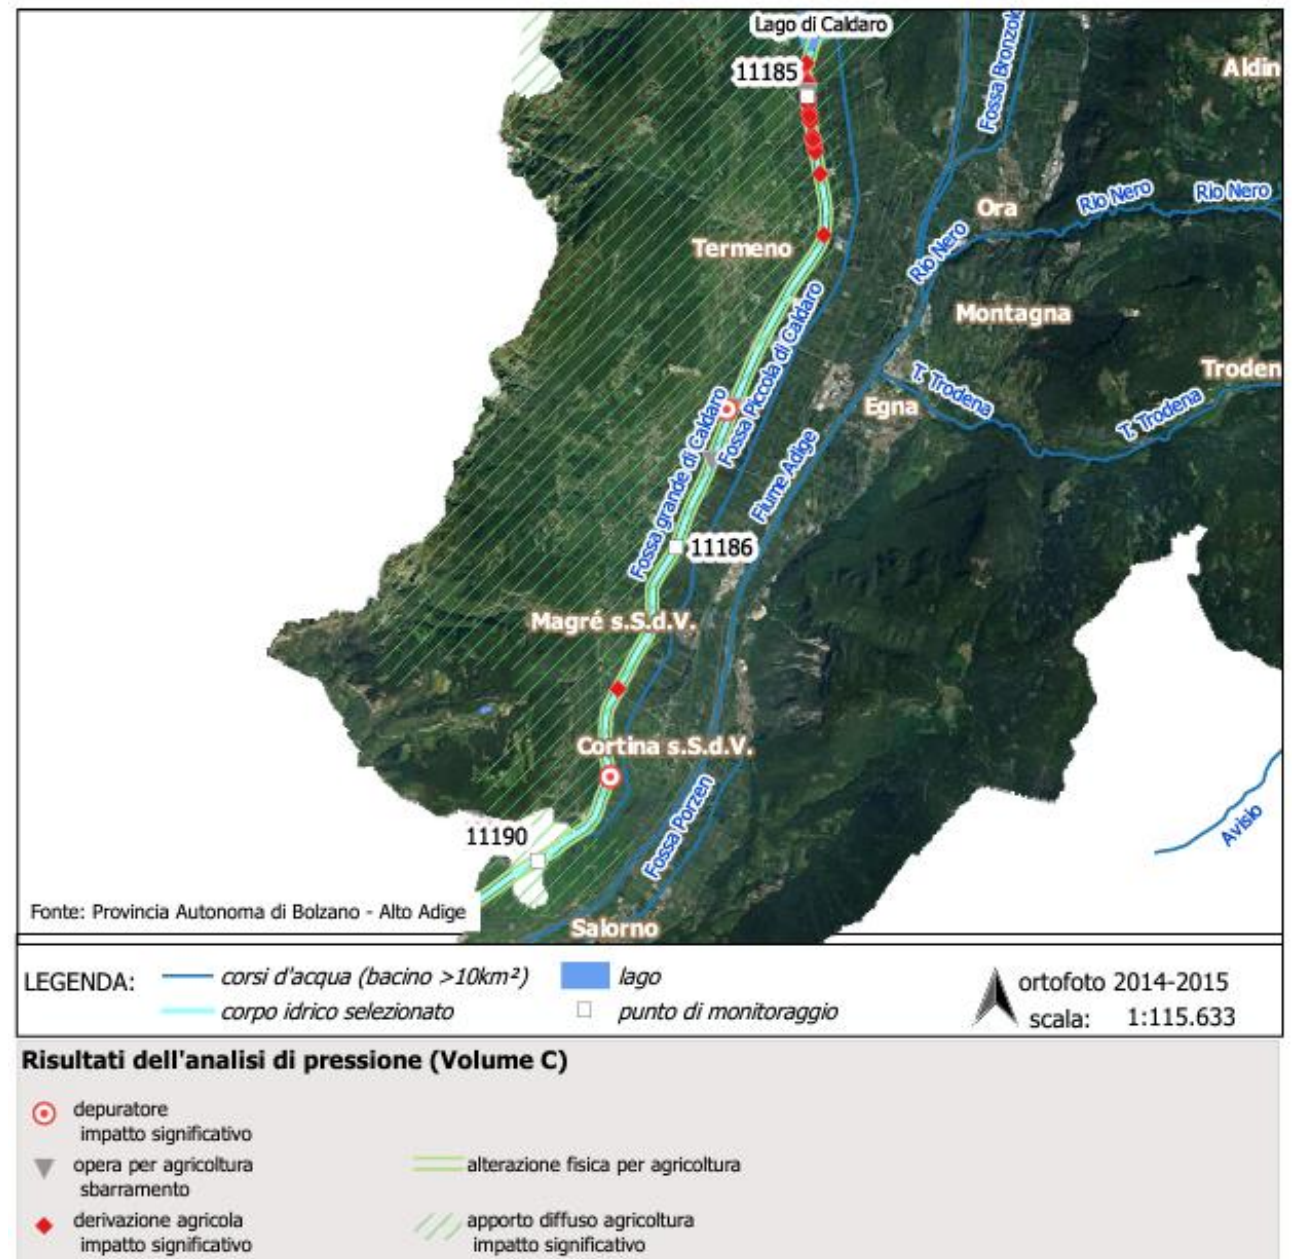 Lago di Caldaro
11185
Fossa Bronzol
Aldin
Ora
Rio Nero
Rio Nero
Rio Nero
Termeno
Montagna
Fossa Piccola di Caldaro
Fossa grande di Caldaro
Troden
T. Trodena
T. Trodena
Egna
Fiume Adige
11186
Magré s.S.d.V.
Cortina s.S.d.V.
Fossa Porzen
Avisio
11190
Fonte: Provincia Autonoma di Bolzano - Alto Adige
Salorno
LEGENDA:
corsi d'acqua (bacino >10km²)
corpo idrico selezionato
lago
punto di monitoraggio
ortofoto 2014-2015
scala: 1:115.633
Risultati dell'analisi di pressione (Volume C)
depuratore
impatto significativo
opera per agricoltura
sbarramento
derivazione agricola
impatto significativo
alterazione fisica per agricoltura
apporto diffuso agricoltura
impatto significativo